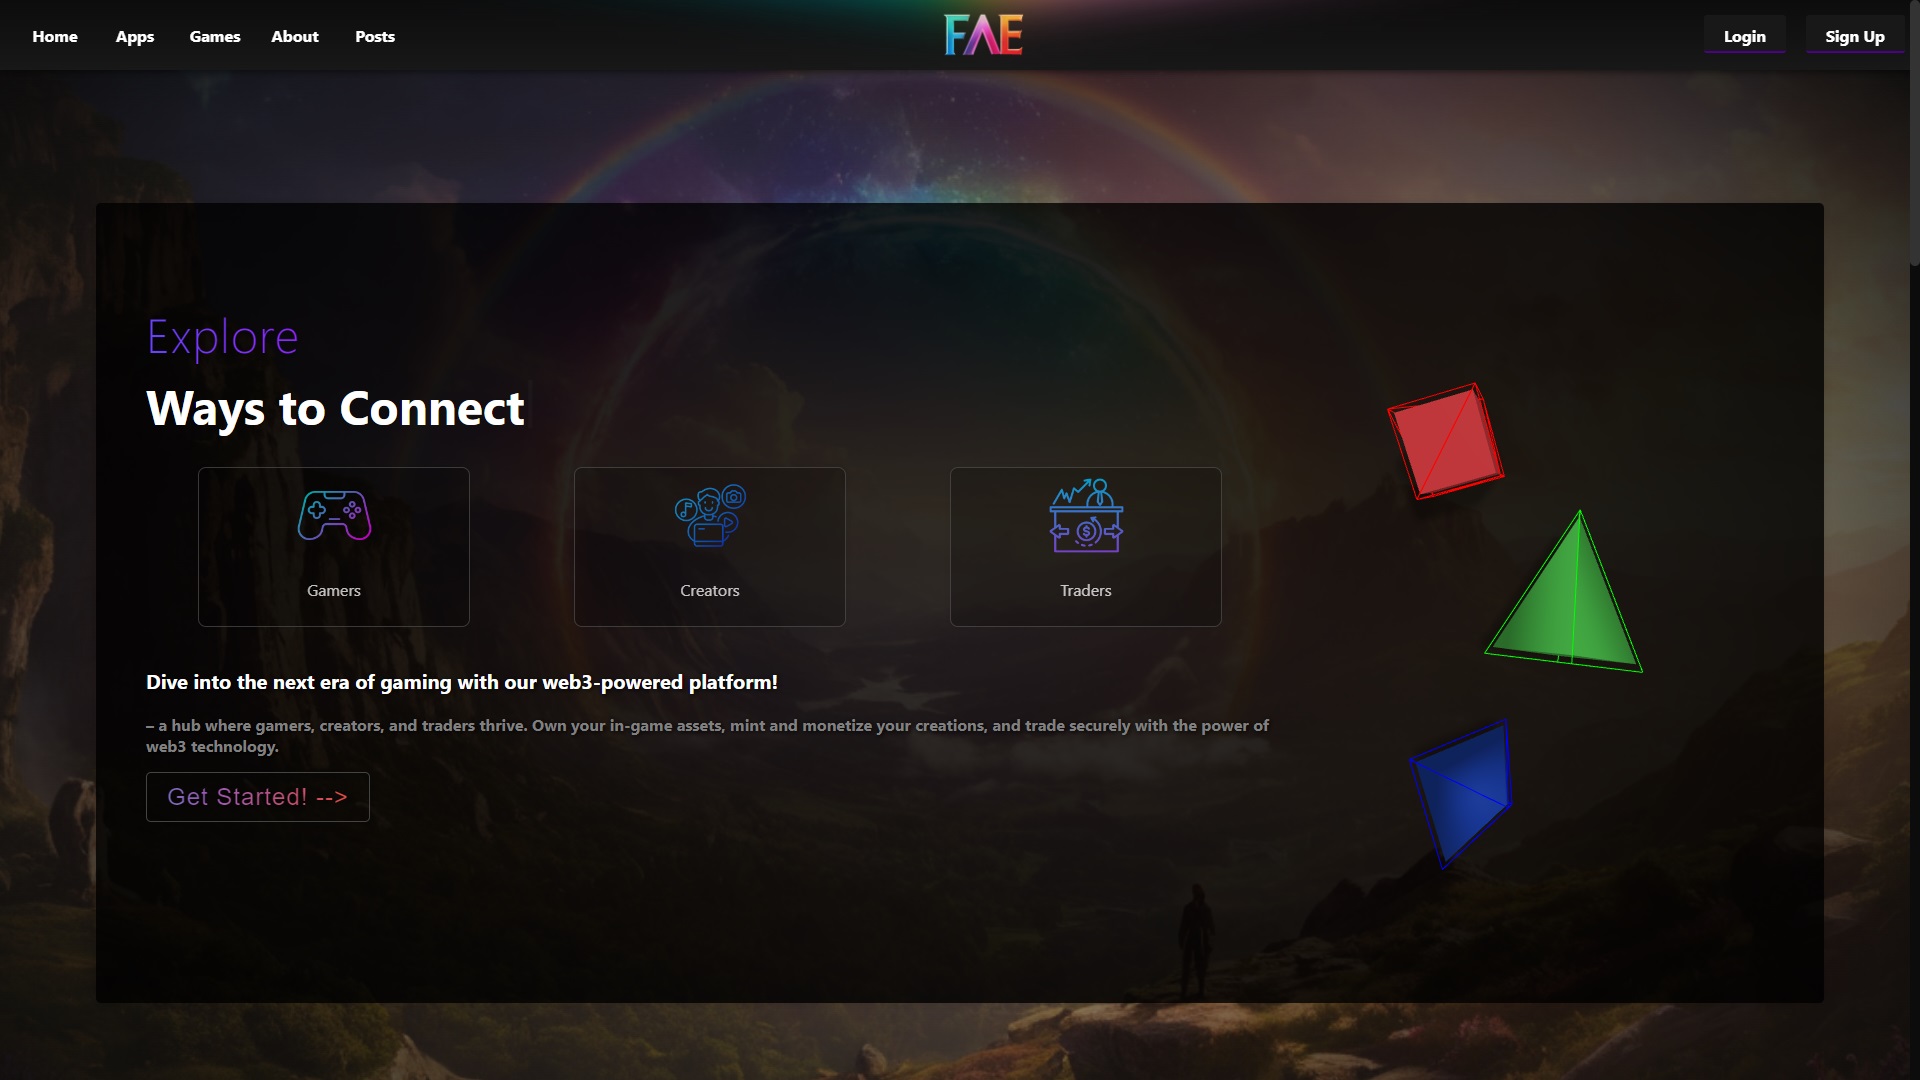 Home Apps Games About Posts
FAE
Login Sign Up
Explore
Ways to Connect
Gamers Creators Traders
Dive into the next era of gaming with our web3-powered platform!
– a hub where gamers, creators, and traders thrive. Own your in-game assets, mint and monetize your creations, and trade securely with the power of
web3 technology.
Get Started! -->